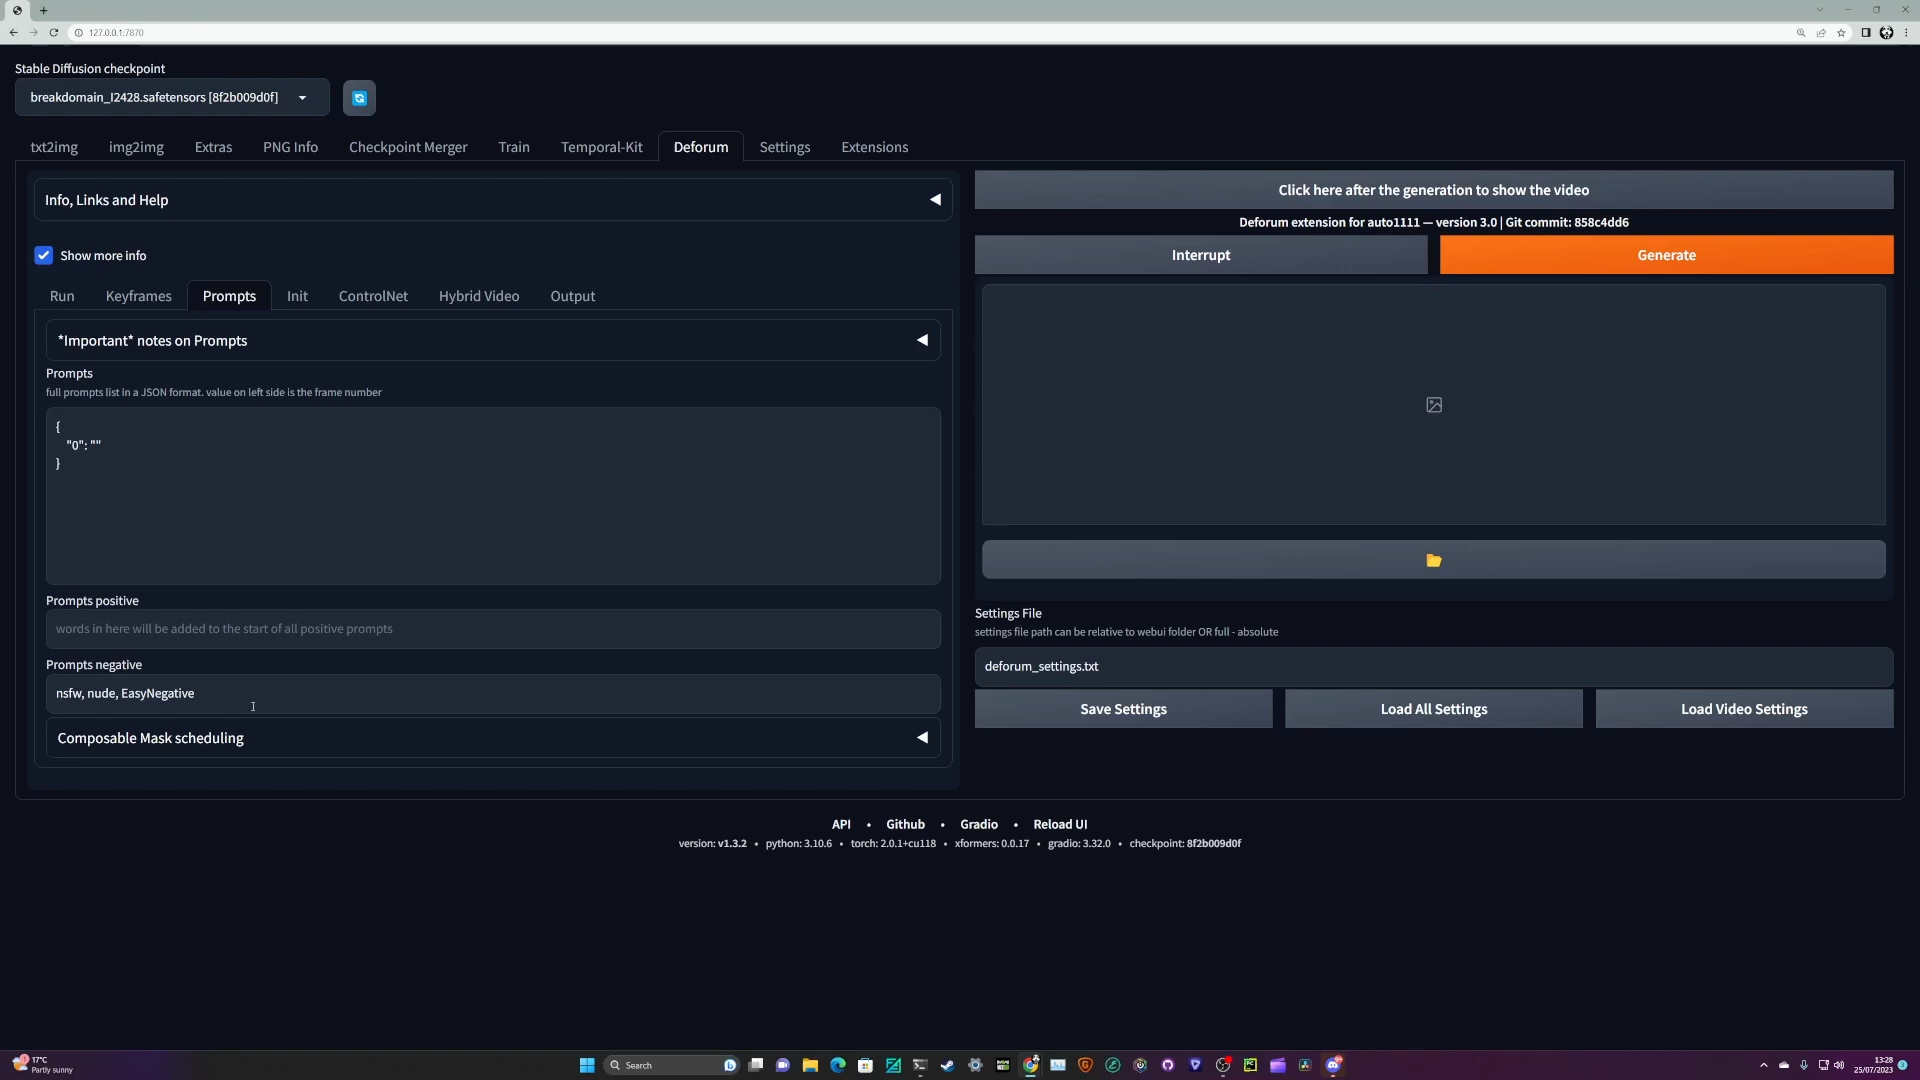 127.0.0.1:7870
Stable Diffusion checkpoint
breakdomain_I2428.safetensors [8f2b009d0f]
txt2img img2img Extras PNG Info Checkpoint Merger Train Temporal-Kit Deforum Settings Extensions
Info, Links and Help
Show more info
Run Keyframes Prompts Init ControlNet Hybrid Video Output
*Important* notes on Prompts
Prompts
full prompts list in a JSON format. value on left side is the frame number
{
"0": ""
}
Prompts positive
words in here will be added to the start of all positive prompts
Prompts negative
nsfw, nude, EasyNegative
Composable Mask scheduling
Click here after the generation to show the video
Deforum extension for auto1111 — version 3.0 | Git commit: 858c4dd6
Interrupt Generate
Settings File
settings file path can be relative to webui folder OR full - absolute
deforum_settings.txt
Save Settings Load All Settings Load Video Settings
API • Github • Gradio • Reload UI
version: v1.3.2 • python: 3.10.6 • torch: 2.0.1+cu118 • xformers: 0.0.17 • gradio: 3.32.0 • checkpoint: 8f2b009d0f
17°C
Partly sunny
Search
13:28
25/07/2023